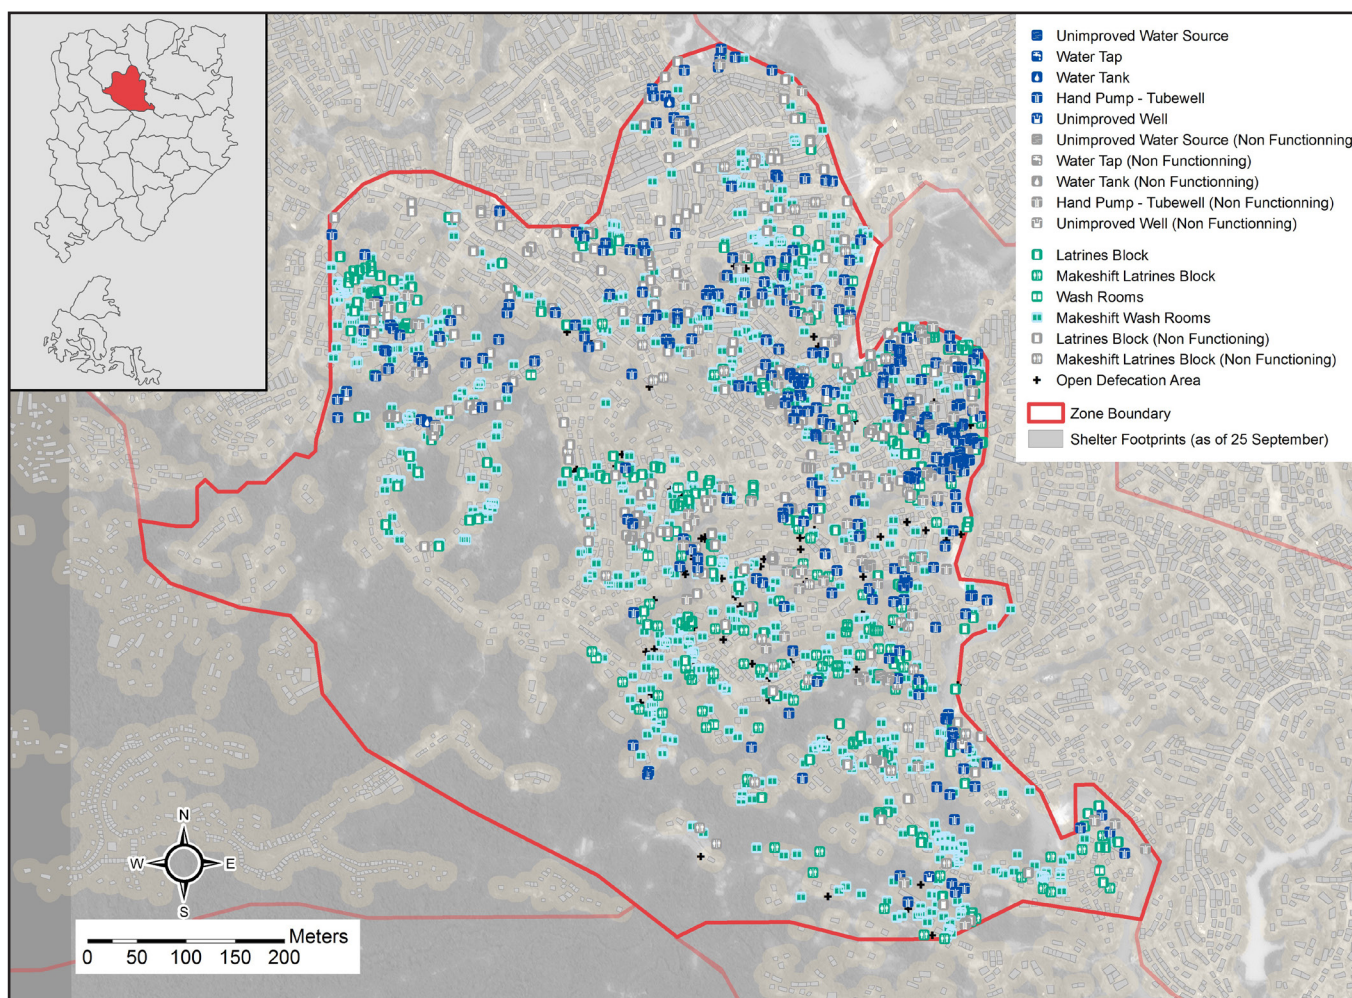 Unimproved Water Source
Water Tap
Water Tank
Hand Pump - Tubewell
Unimproved Well
Unimproved Water Source (Non Functionning)
Water Tap (Non Functionning)
Water Tank (Non Functionning)
Hand Pump - Tubewell (Non Functionning)
Unimproved Well (Non Functionning)
Latrines Block
Makeshift Latrines Block
Wash Rooms
Makeshift Wash Rooms
Latrines Block (Non Functioning)
Makeshift Latrines Block (Non Functioning)
Open Defecation Area
Zone Boundary
Shelter Footprints (as of 25 September)
N
W E
S
Meters
0 50 100 150 200